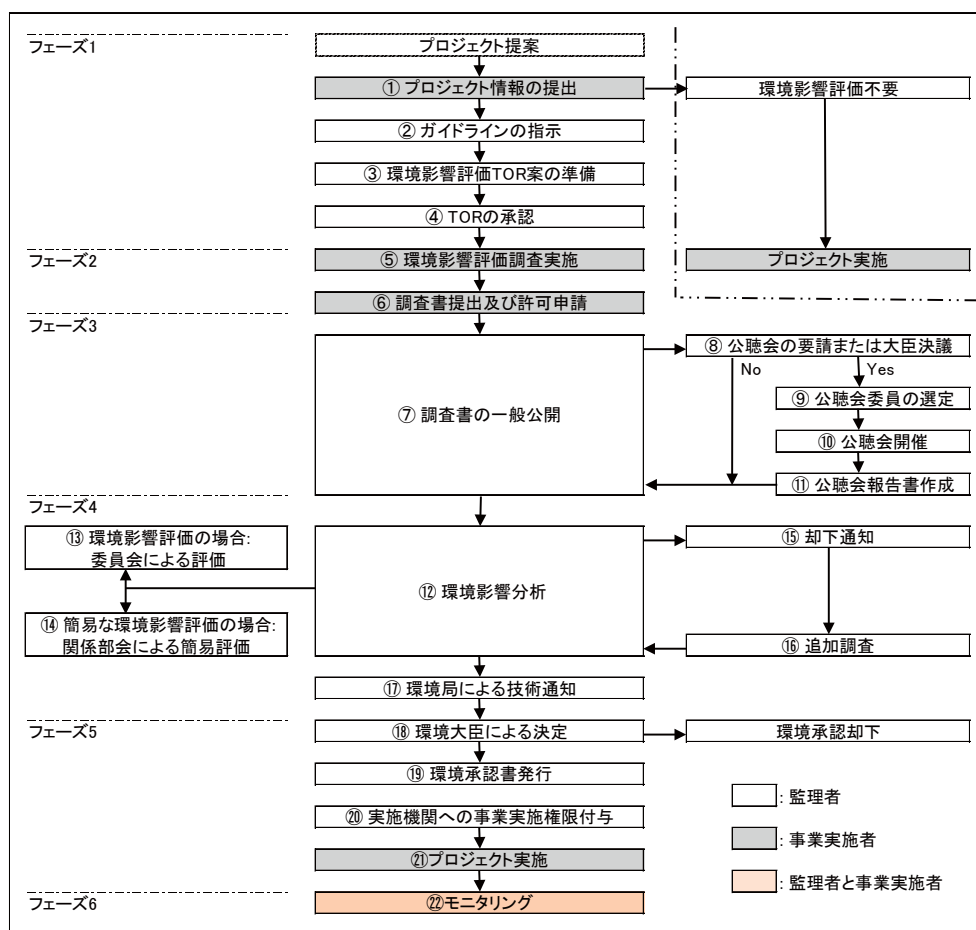 フェーズ1
プロジェクト提案
① プロジェクト情報の提出
環境影響評価不要
② ガイドラインの指示
③ 環境影響評価TOR案の準備
④ TORの承認
フェーズ2
⑤ 環境影響評価調査実施
プロジェクト実施
⑥ 調査書提出及び許可申請
フェーズ3
⑦ 調査書の一般公開
⑧ 公聴会の要請または大臣決議
No
Yes
⑨ 公聴会委員の選定
⑩ 公聴会開催
⑪ 公聴会報告書作成
フェーズ4
⑬ 環境影響評価の場合:
委員会による評価
⑭ 簡易な環境影響評価の場合:
関係部会による簡易評価
⑫ 環境影響分析
⑮ 却下通知
⑯ 追加調査
⑰ 環境局による技術通知
フェーズ5
⑱ 環境大臣による決定
環境承認却下
⑲ 環境承認書発行
⑳ 実施機関への事業実施権限付与
㉑プロジェクト実施
フェーズ6
㉒モニタリング
: 監理者
: 事業実施者
: 監理者と事業実施者